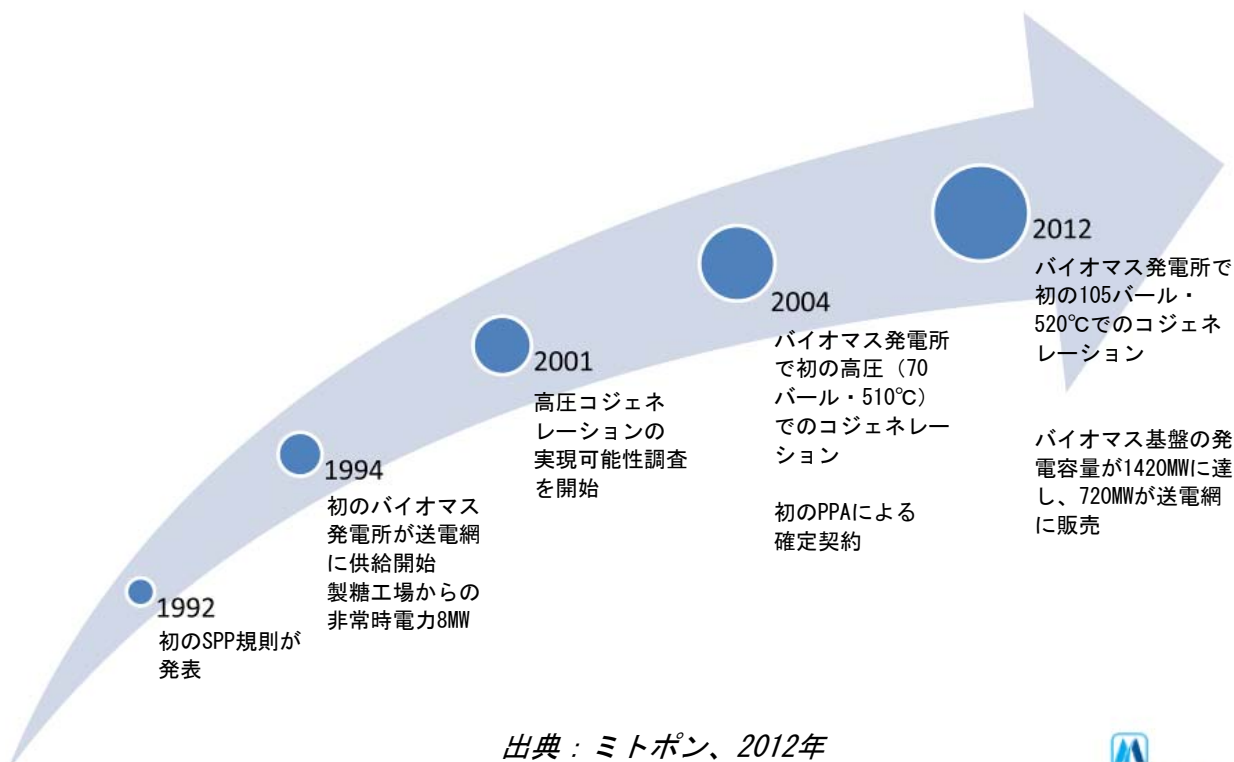 1992
初のSPP規則が
発表
1994
初のバイオマス
発電所が送電網
に供給開始
製糖工場からの
非常時電力8MW
2001
高圧コジェネ
レーションの
実現可能性調査
を開始
2004
バイオマス発電所
で初の高圧（70
バール・510℃）
でのコジェネレー
ション
初のPPAによる
確定契約
2012
バイオマス発電所で
初の105バール・
520℃でのコジェネ
レーション
バイオマス基盤の発
電容量が1420MWに達
し、720MWが送電網
に販売
出典：ミトポン、2012年